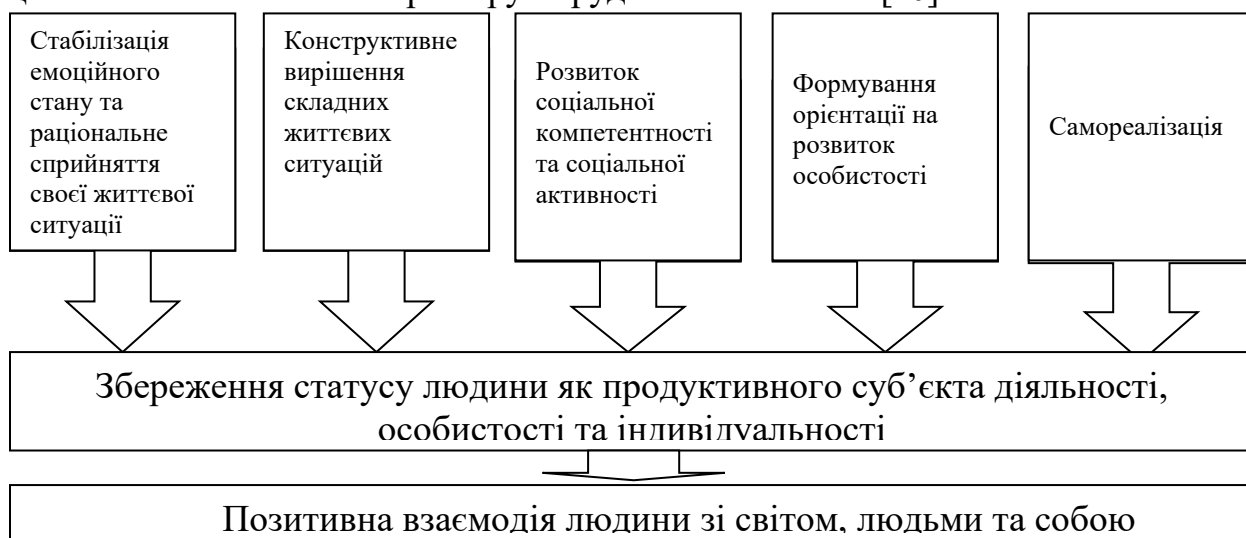 Стабілізація
емоційного
стану та
раціональне
сприйняття
своєї життєвої
ситуації
Конструктивне
вирішення
складних
життєвих
ситуацій
Розвиток
соціальної
компетентності
та соціальної
активності
Формування
орієнтації на
розвиток
особистості
Самореалізація
Збереження статусу людини як продуктивного суб’єкта діяльності,
особистості та індивідуальності
Позитивна взаємодія людини зі світом, людьми та собою